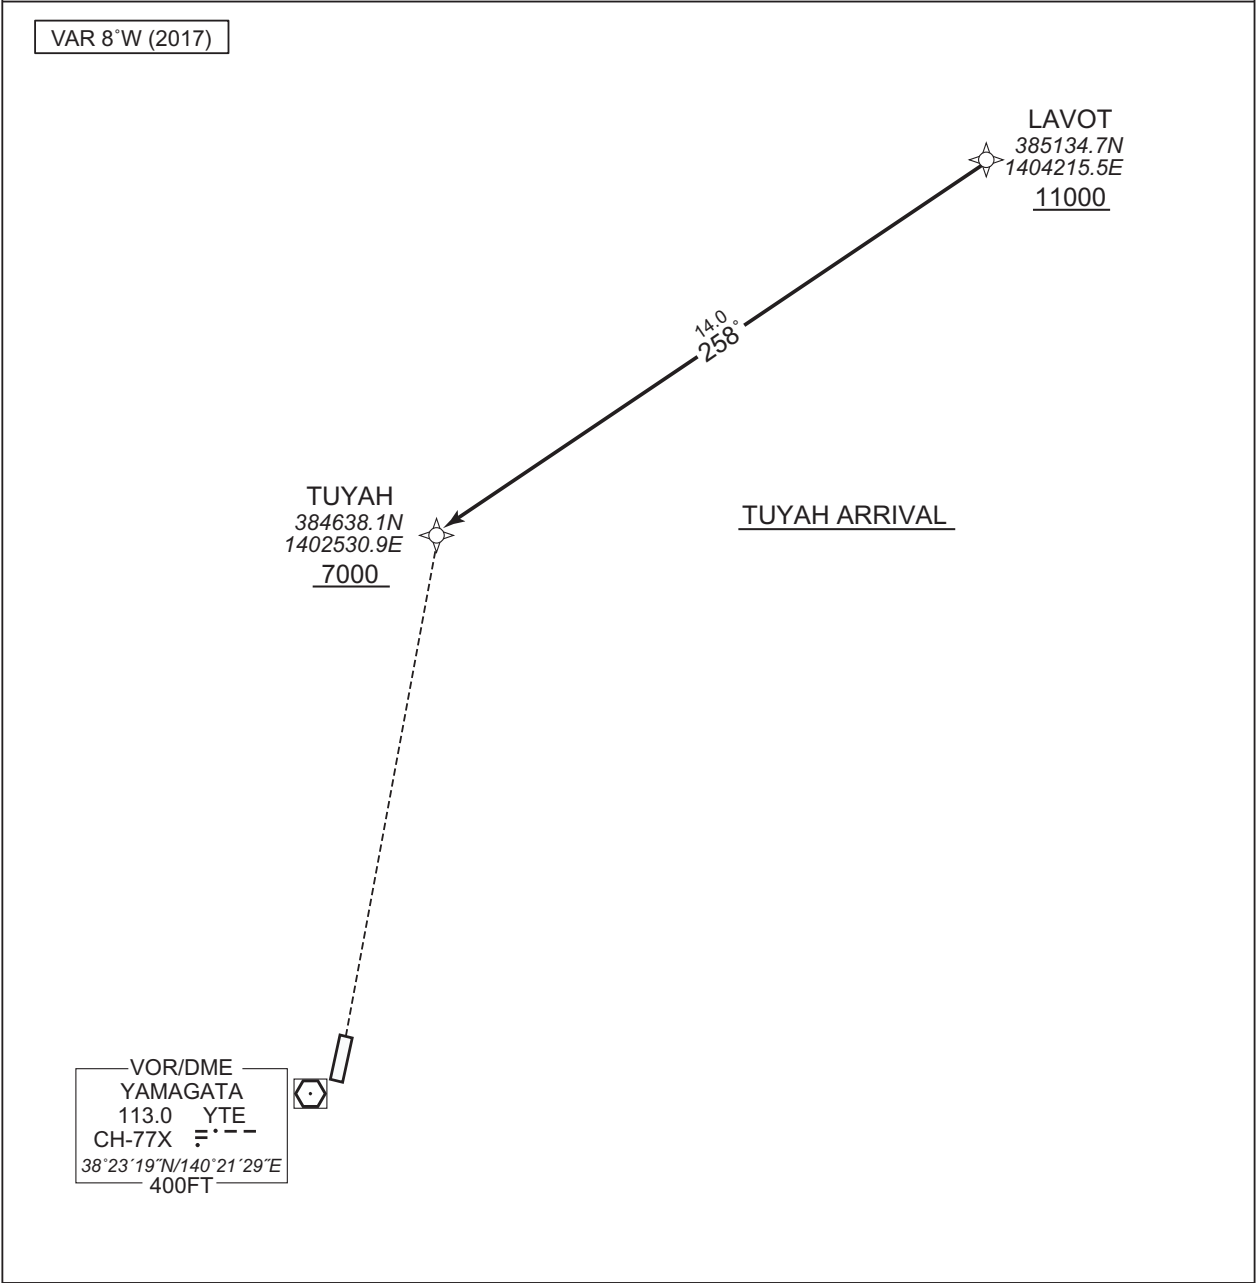 VAR 8˚W (2017)
LAVOT
385134.7N
1404215.5E
11000
14.0
258˚
TUYAH
384638.1N
1402530.9E
7000
TUYAH ARRIVAL
VOR/DME
YAMAGATA
113.0 YTE
CH-77X
38˚23´19˝N/140˚21´29˝E
400FT